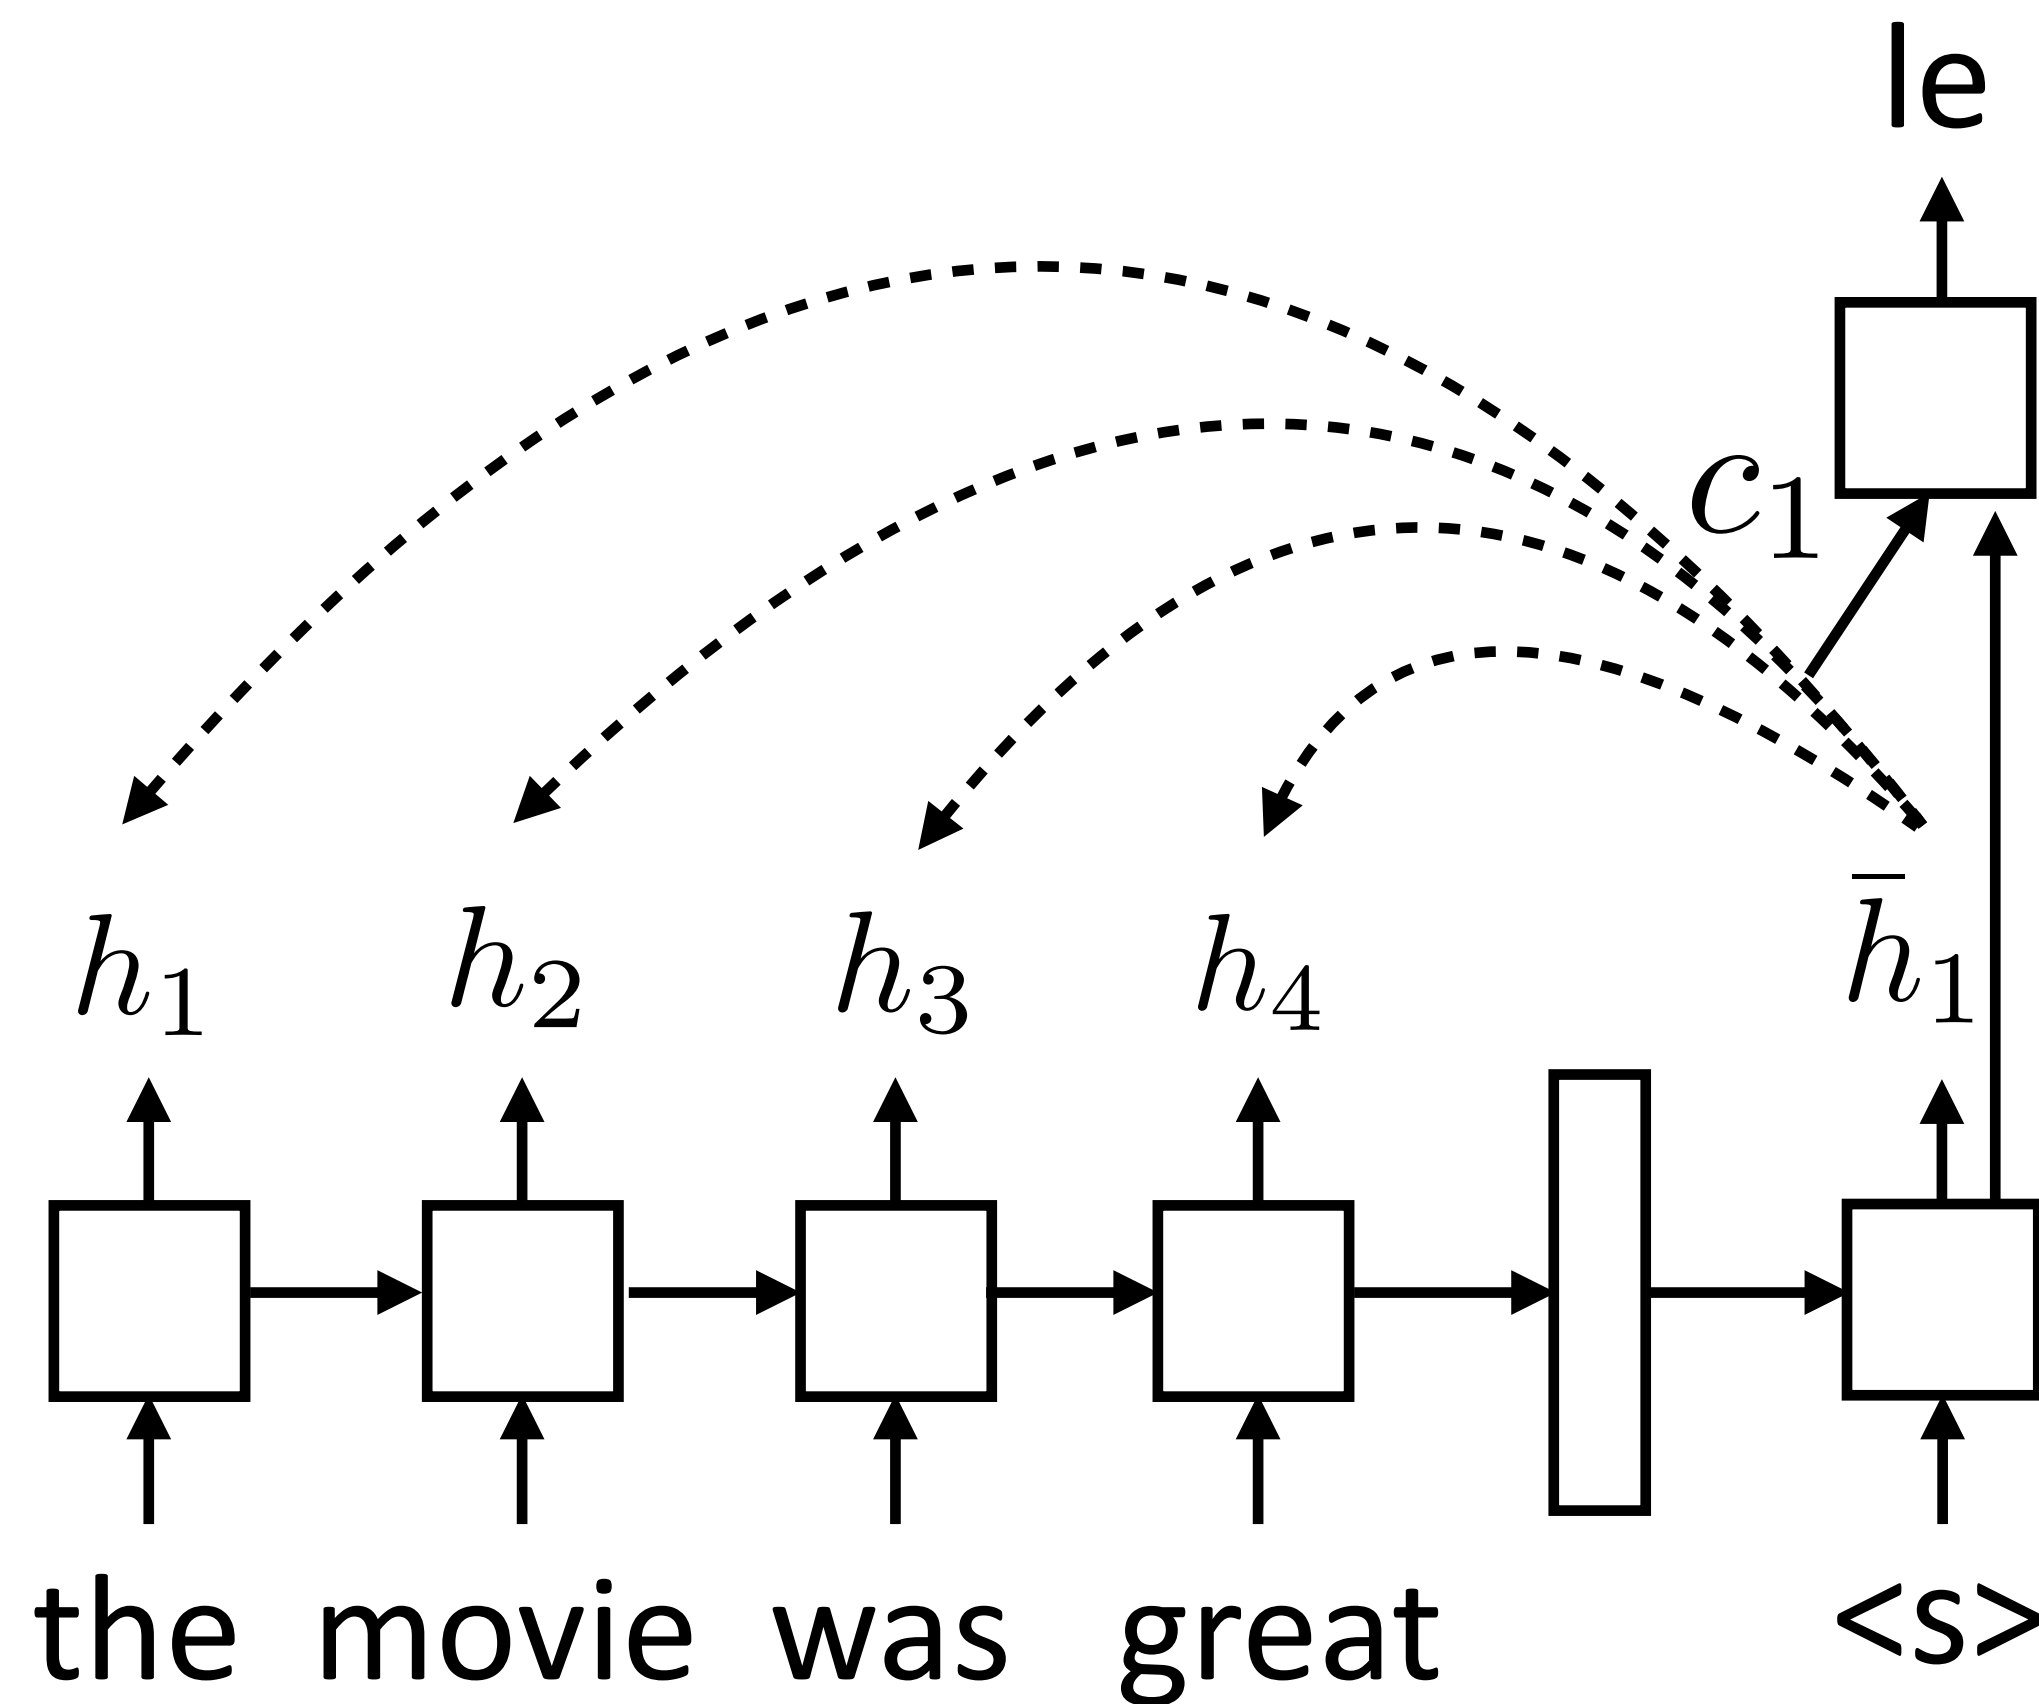 le
c₁
h₁ h₂ h₃ h₄ h̄₁
the movie was great <s>